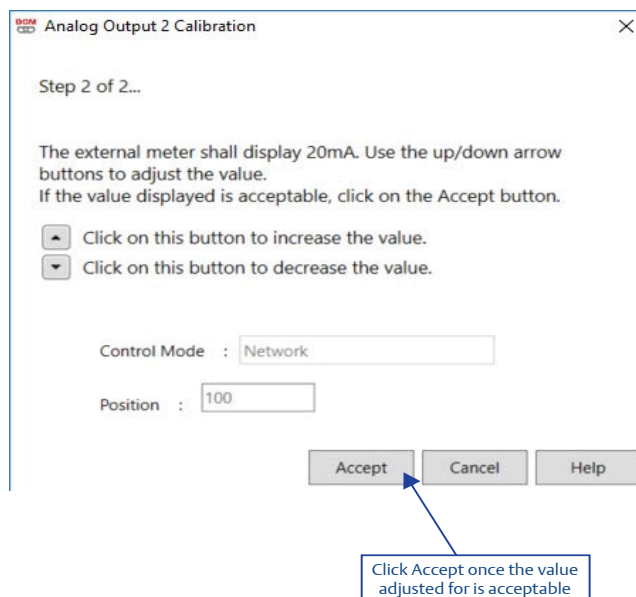 DCM Analog Output 2 Calibration
Step 2 of 2...
The external meter shall display 20mA. Use the up/down arrow
buttons to adjust the value.
If the value displayed is acceptable, click on the Accept button.
Click on this button to increase the value.
Click on this button to decrease the value.
Control Mode : Network
Position : 100
Accept Cancel Help
Click Accept once the value
adjusted for is acceptable